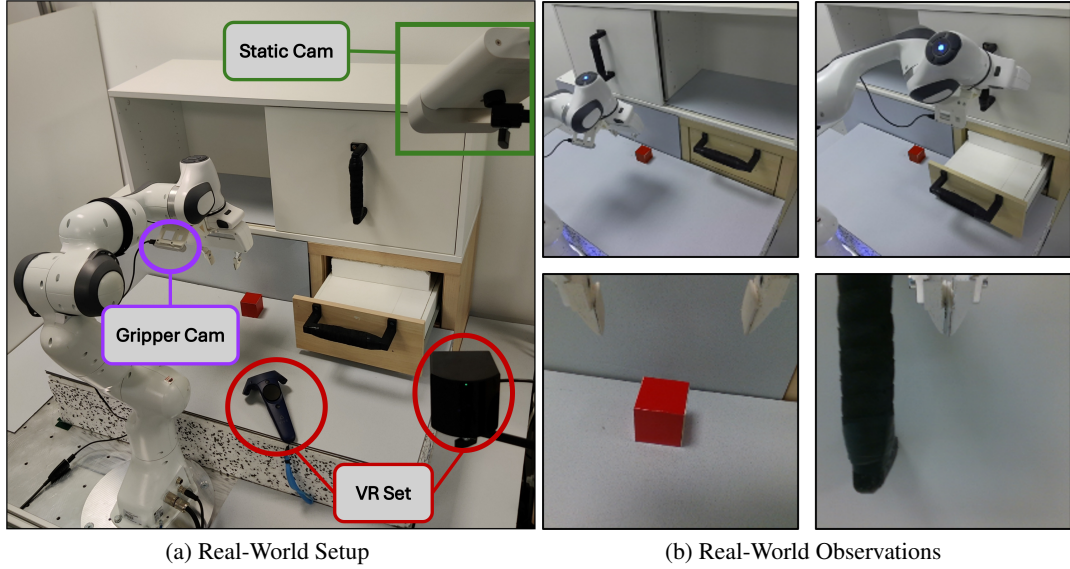 Static Cam
Gripper Cam
VR Set
(a) Real-World Setup
(b) Real-World Observations